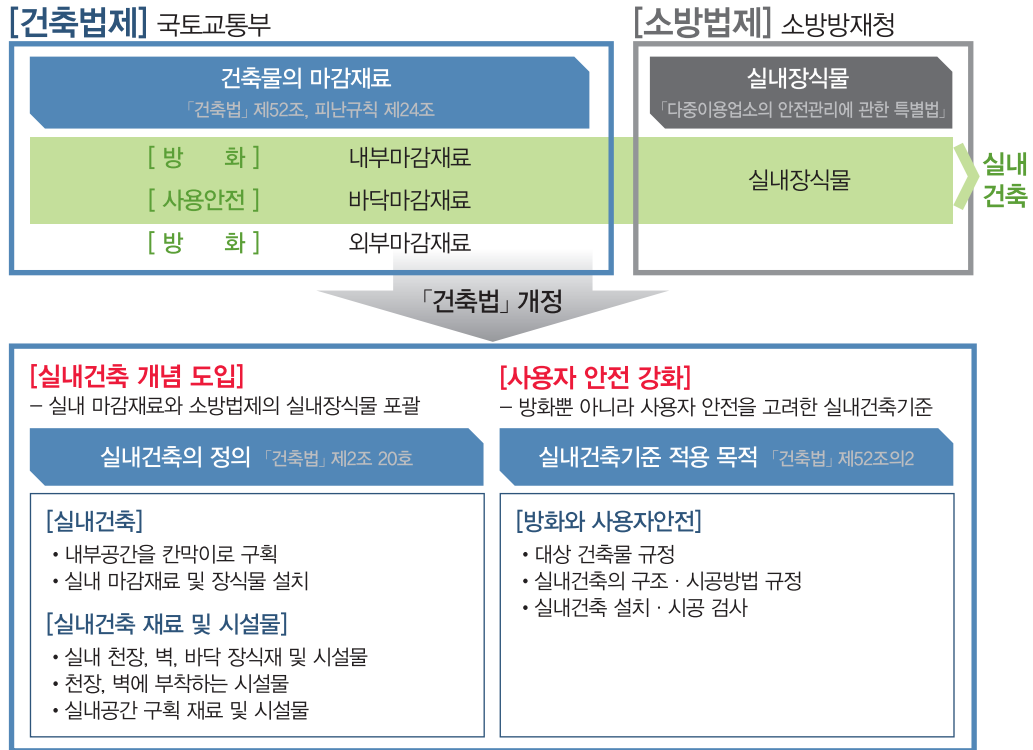 [건축법제] 국토교통부
[소방법제] 소방방재청
건축물의 마감재료
「건축법」 제52조, 피난규칙 제24조
실내장식물
「다중이용업소의 안전관리에 관한 특별법」
[ 방 화 ] 내부마감재료
[ 사용안전 ] 바닥마감재료
[ 방 화 ] 외부마감재료
실내장식물
실내
건축
「건축법」 개정
[실내건축 개념 도입]
– 실내 마감재료와 소방법제의 실내장식물 포괄
실내건축의 정의 「건축법」 제2조 20호
[실내건축]
• 내부공간을 칸막이로 구획
• 실내 마감재료 및 장식물 설치
[실내건축 재료 및 시설물]
• 실내 천장, 벽, 바닥 장식재 및 시설물
• 천장, 벽에 부착하는 시설물
• 실내공간 구획 재료 및 시설물
[사용자 안전 강화]
– 방화뿐 아니라 사용자 안전을 고려한 실내건축기준
실내건축기준 적용 목적 「건축법」 제52조의2
[방화와 사용자안전]
• 대상 건축물 규정
• 실내건축의 구조 · 시공방법 규정
• 실내건축 설치 · 시공 검사